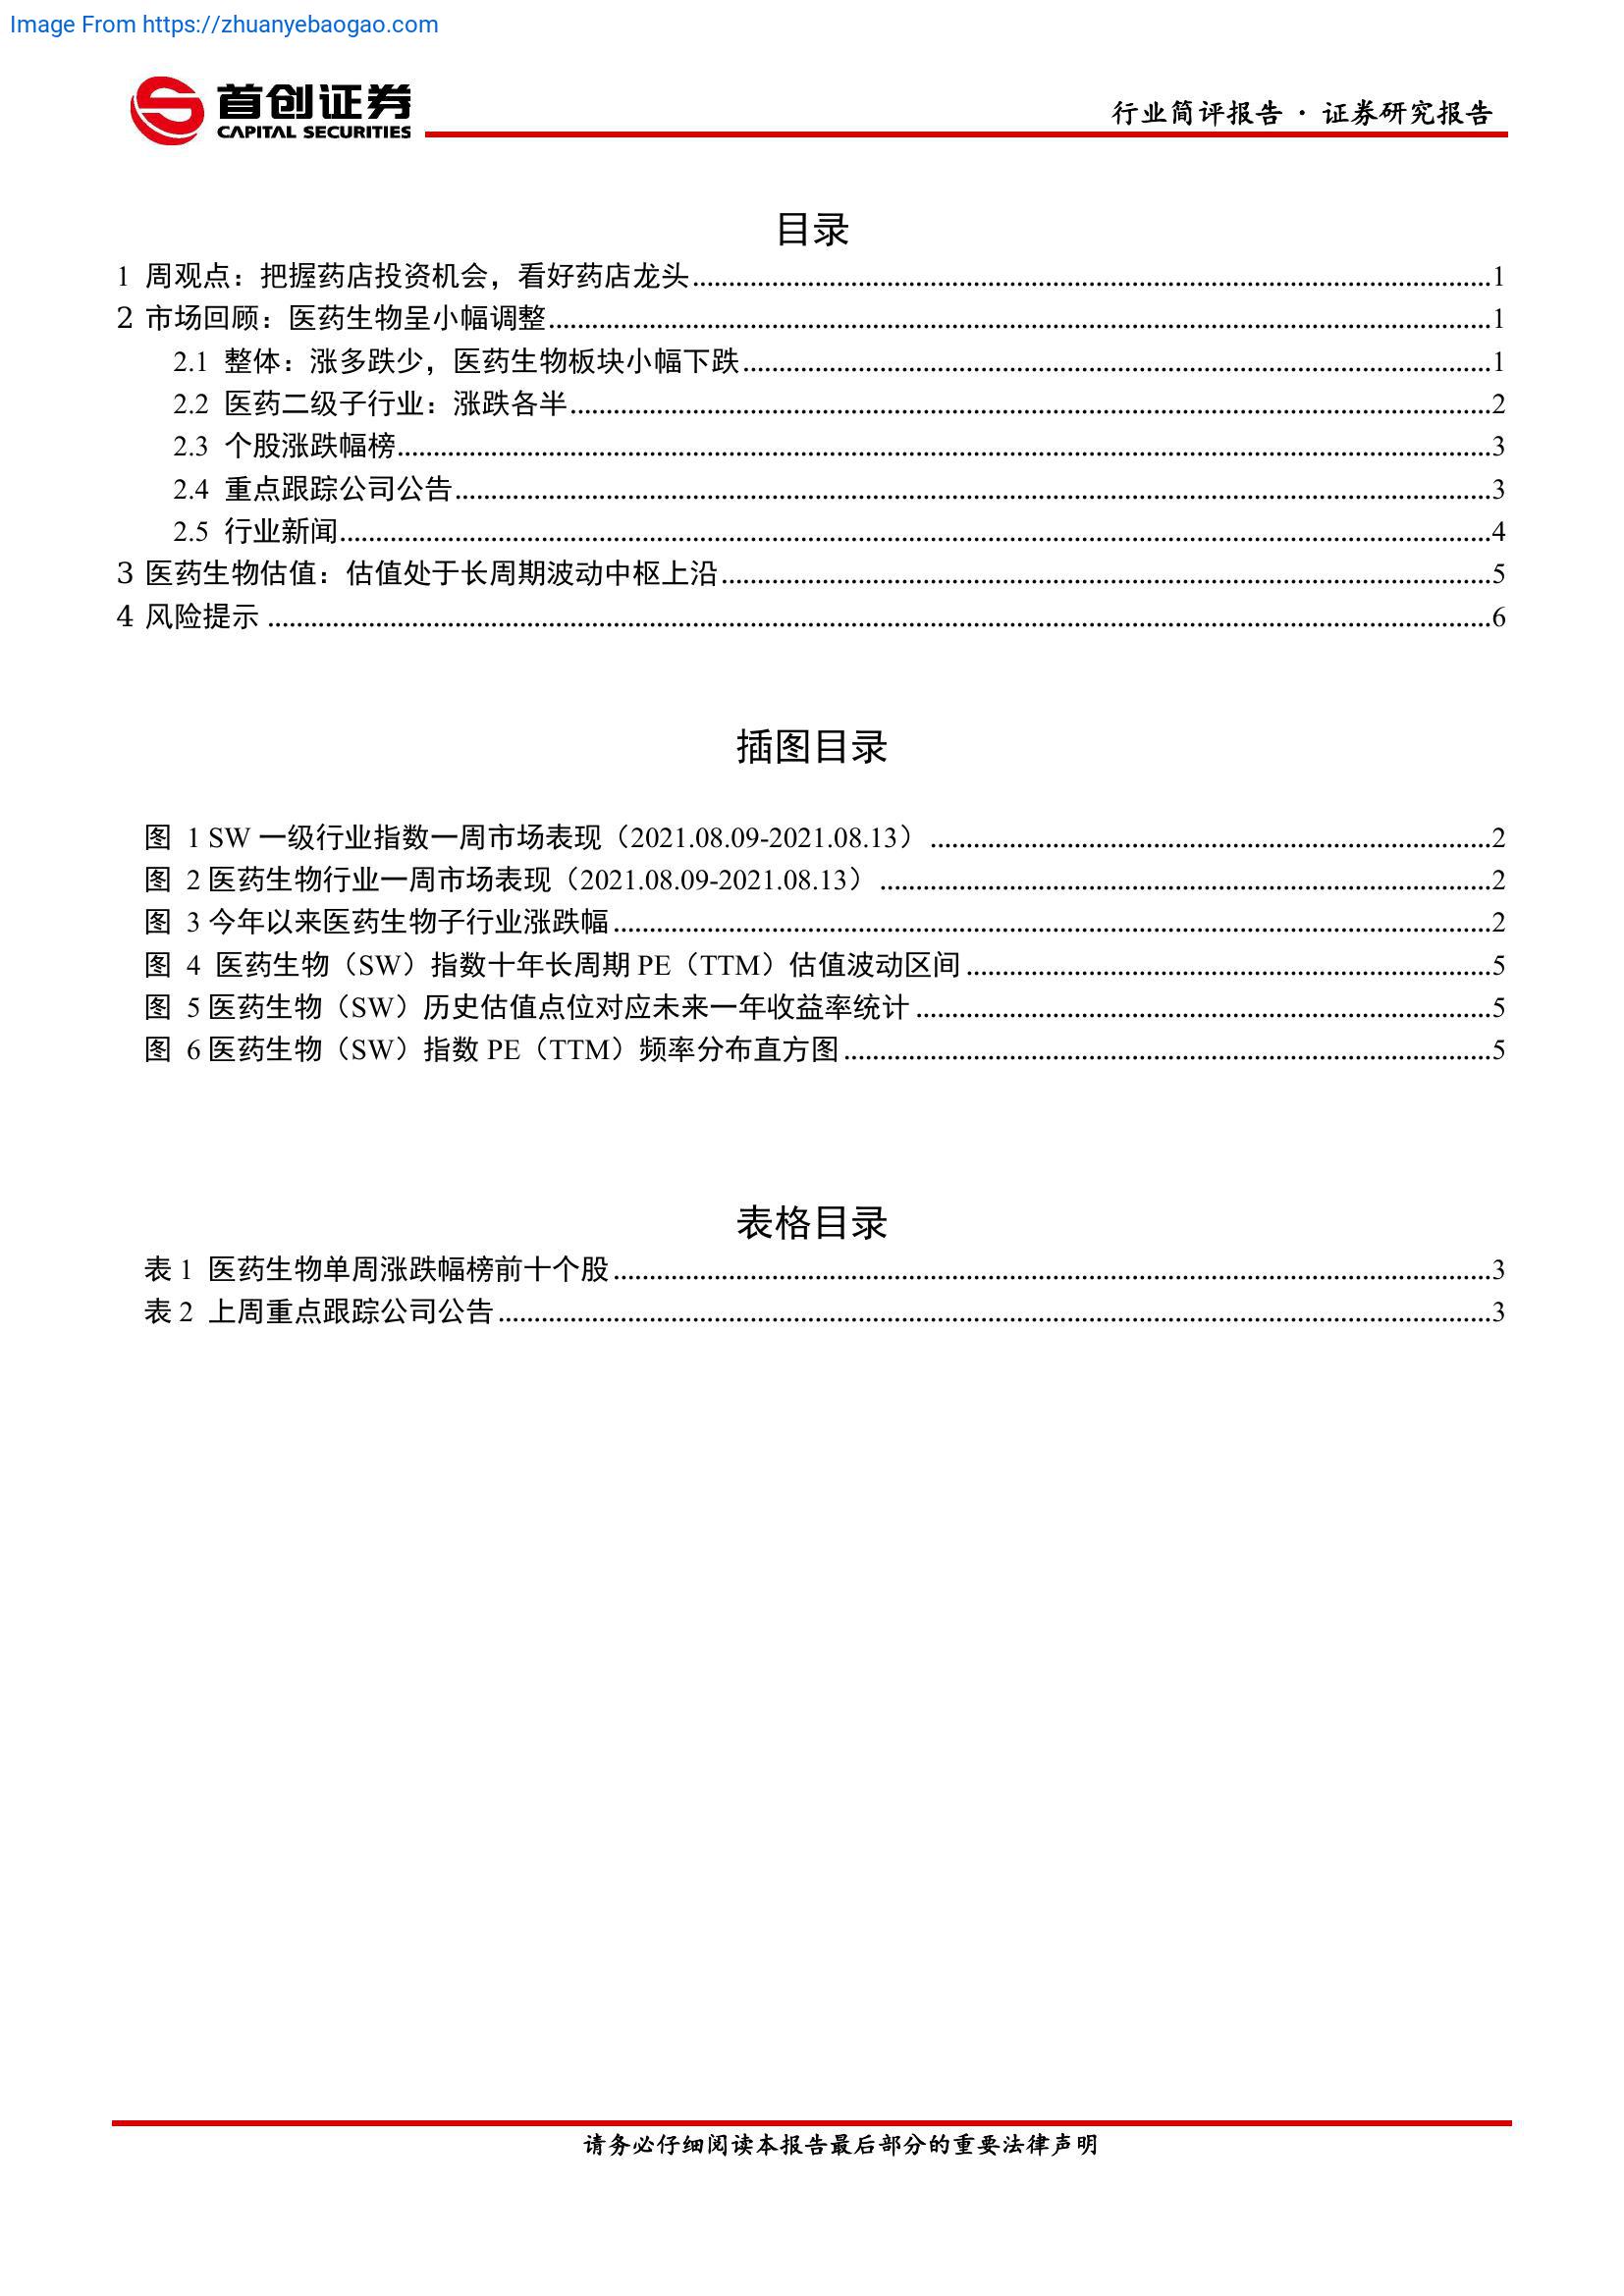 Image From https://zhuanyebaogao.com
首创证券
CAPITAL SECURITIES
行业简评报告 · 证券研究报告
目录
1 周观点：把握药店投资机会，看好药店龙头 1
2 市场回顾：医药生物呈小幅调整 1
2.1 整体：涨多跌少，医药生物板块小幅下跌 1
2.2 医药二级子行业：涨跌各半 2
2.3 个股涨跌幅榜 3
2.4 重点跟踪公司公告 3
2.5 行业新闻 4
3 医药生物估值：估值处于长周期波动中枢上沿 5
4 风险提示 6
插图目录
图 1 SW 一级行业指数一周市场表现（2021.08.09-2021.08.13） 2
图 2 医药生物行业一周市场表现（2021.08.09-2021.08.13） 2
图 3 今年以来医药生物子行业涨跌幅 2
图 4 医药生物（SW）指数十年长周期 PE（TTM）估值波动区间 5
图 5 医药生物（SW）历史估值点位对应未来一年收益率统计 5
图 6 医药生物（SW）指数 PE（TTM）频率分布直方图 5
表格目录
表 1 医药生物单周涨跌幅榜前十个股 3
表 2 上周重点跟踪公司公告 3
请务必仔细阅读本报告最后部分的重要法律声明